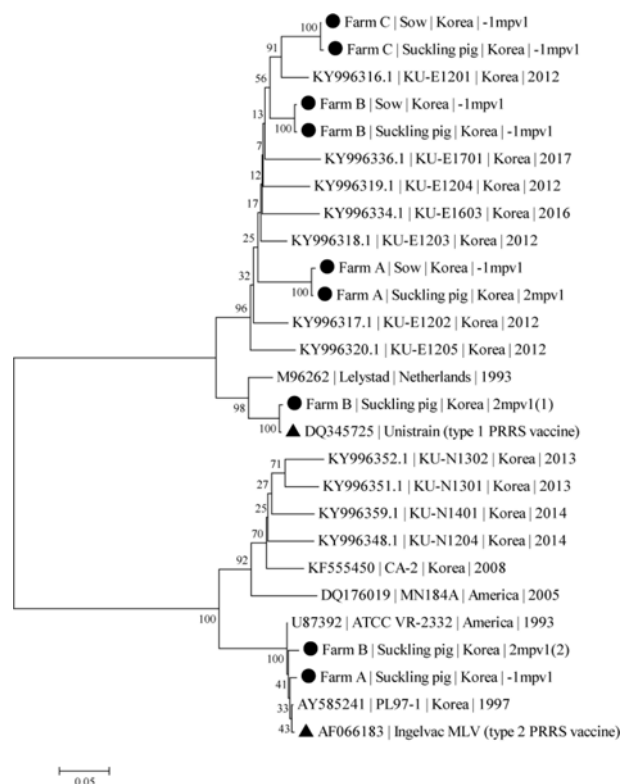 Farm C | Sow | Korea | -1mpv1
100
Farm C | Suckling pig | Korea | -1mpv1
91
KY996316.1 | KU-E1201 | Korea | 2012
56
Farm B | Sow | Korea | -1mpv1
13
100
Farm B | Suckling pig | Korea | -1mpv1
7
KY996336.1 | KU-E1701 | Korea | 2017
12
KY996319.1 | KU-E1204 | Korea | 2012
17
KY996334.1 | KU-E1603 | Korea | 2016
25
KY996318.1 | KU-E1203 | Korea | 2012
32
Farm A | Sow | Korea | -1mpv1
100
Farm A | Suckling pig | Korea | 2mpv1
96
KY996317.1 | KU-E1202 | Korea | 2012
KY996320.1 | KU-E1205 | Korea | 2012
M96262 | Lelystad | Netherlands | 1993
98
Farm B | Suckling pig | Korea | 2mpv1(1)
100
DQ345725 | Unistrain (type 1 PRRS vaccine)
71
KY996352.1 | KU-N1302 | Korea | 2013
27
KY996351.1 | KU-N1301 | Korea | 2013
25
KY996359.1 | KU-N1401 | Korea | 2014
70
KY996348.1 | KU-N1204 | Korea | 2014
92
KF555450 | CA-2 | Korea | 2008
DQ176019 | MN184A | America | 2005
100
U87392 | ATCC VR-2332 | America | 1993
100
Farm B | Suckling pig | Korea | 2mpv1(2)
41
Farm A | Suckling pig | Korea | -1mpv1
33
AY585241 | PL97-1 | Korea | 1997
43
AF066183 | Ingelvac MLV (type 2 PRRS vaccine)
0.05